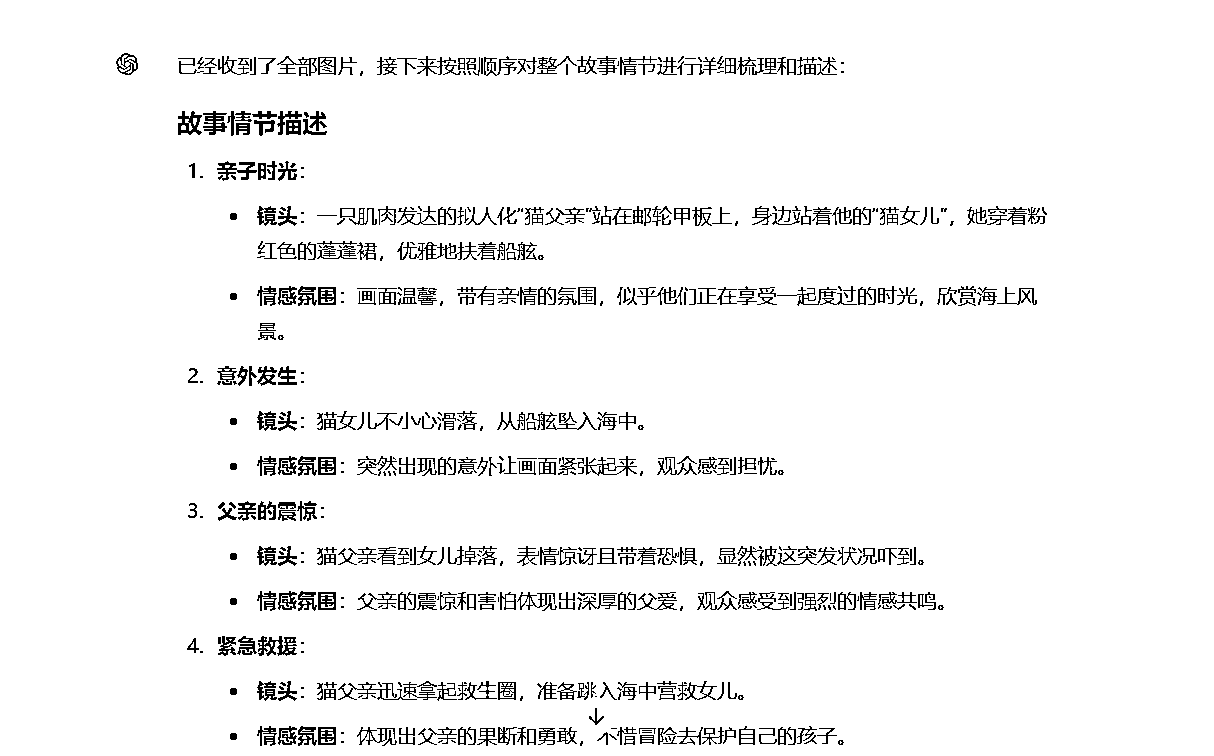 已经收到了全部图片，接下来按照顺序对整个故事情节进行详细梳理和描述：
故事情节描述
1. 亲子时光：
• 镜头：一只肌肉发达的拟人化“猫父亲”站在邮轮甲板上，身边站着他的“猫女儿”，她穿着粉
红色的蓬蓬裙，优雅地扶着船舷。
• 情感氛围：画面温馨，带有亲情的氛围，似乎他们正在享受一起度过的时光，欣赏海上风
景。
2. 意外发生：
• 镜头：猫女儿不小心滑落，从船舷坠入海中。
• 情感氛围：突然出现的意外让画面紧张起来，观众感到担忧。
3. 父亲的震惊：
• 镜头：猫父亲看到女儿掉落，表情惊讶且带着恐惧，显然被这突发状况吓到。
• 情感氛围：父亲的震惊和害怕体现出深厚的父爱，观众感受到强烈的情感共鸣。
4. 紧急救援：
• 镜头：猫父亲迅速拿起救生圈，准备跳入海中营救女儿。
• 情感氛围：体现出父亲的果断和勇敢，不惜冒险去保护自己的孩子。